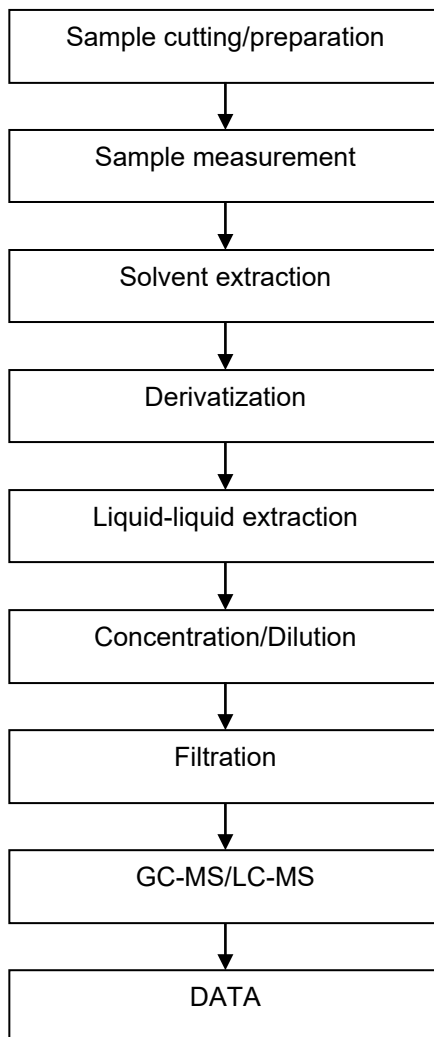 Sample cutting/preparation
Sample measurement
Solvent extraction
Derivatization
Liquid-liquid extraction
Concentration/Dilution
Filtration
GC-MS/LC-MS
DATA